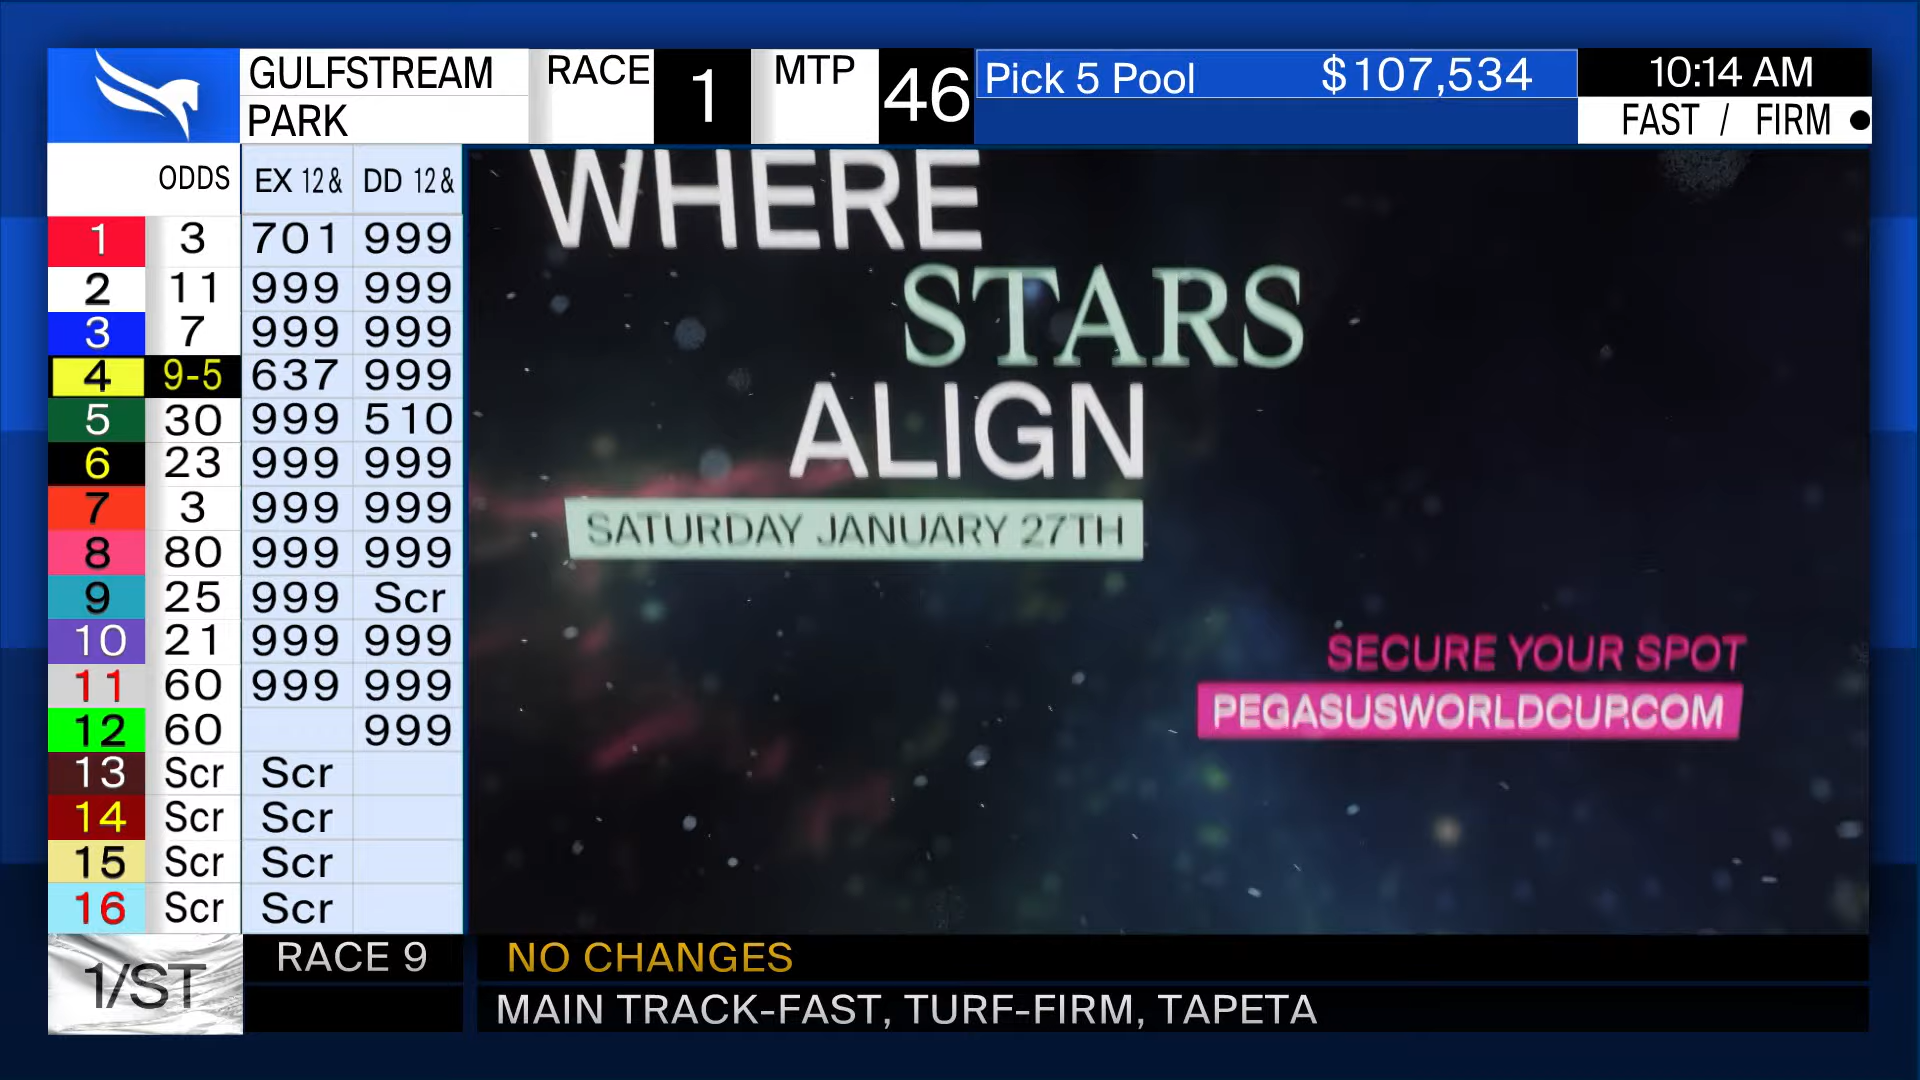 GULFSTREAM PARK RACE 1 MTP 46 Pick 5 Pool $107,534 10:14 AM
FAST / FIRM
ODDS EX 12& DD 12&
1 3 701 999
2 11 999 999
3 7 999 999
4 9-5 637 999
5 30 999 510
6 23 999 999
7 3 999 999
8 80 999 999
9 25 999 Scr
10 21 999 999
11 60 999 999
12 60 999
13 Scr Scr
14 Scr Scr
15 Scr Scr
16 Scr Scr
WHERE
STARS
ALIGN
SATURDAY JANUARY 27TH
SECURE YOUR SPOT
PEGASUSWORLDCUP.COM
1/ST
RACE 9 NO CHANGES
MAIN TRACK-FAST, TURF-FIRM, TAPETA